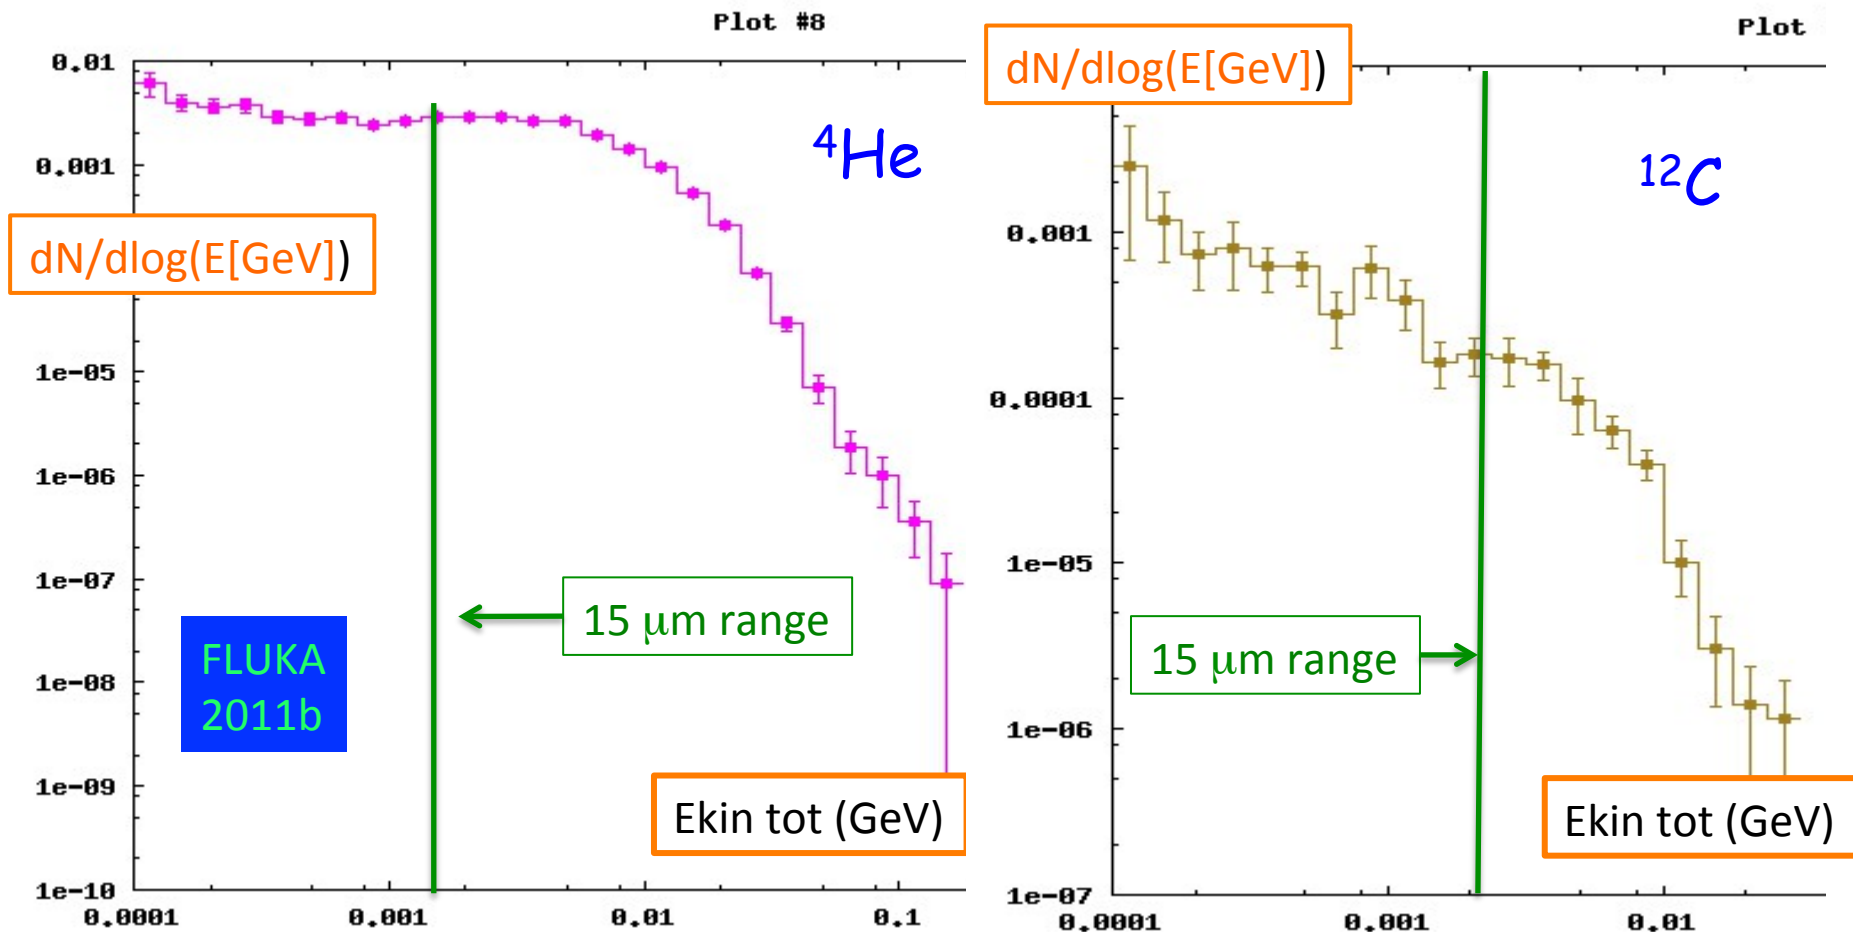 Plot #8
0.01
0.001
dN/dlog(E[GeV])
1e-05
1e-06
1e-07
1e-08
1e-09
1e-10
0.0001
0.001
0.01
0.1
⁴He
15 μm range
FLUKA
2011b
Ekin tot (GeV)
Plot
dN/dlog(E[GeV])
0.001
0.0001
1e-05
1e-06
1e-07
0.0001
0.001
0.01
¹²C
15 μm range
Ekin tot (GeV)